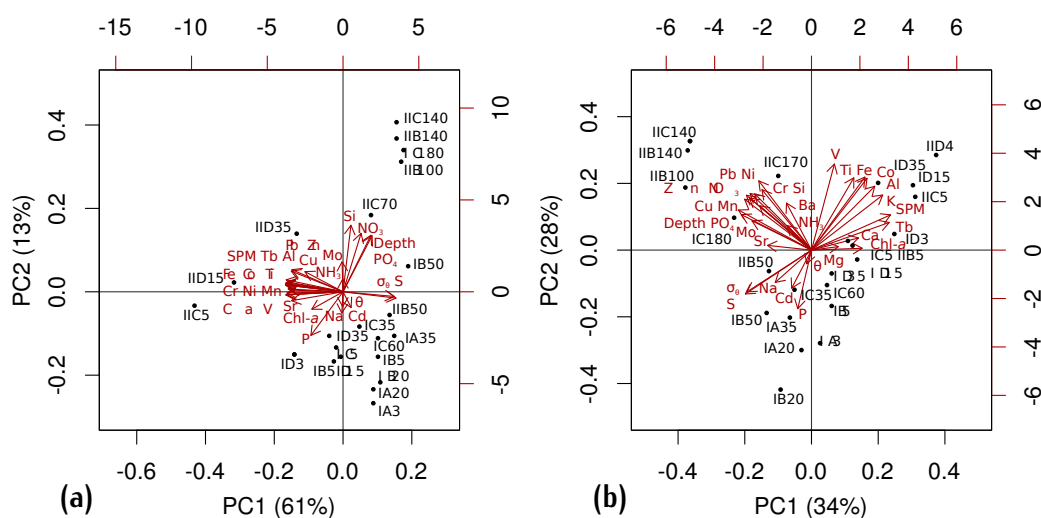 -15 -10 -5 0 5
PC2 (13%)
0.4
0.2
0.0
-0.2
10
5
0
-5
IIC140
IIB140
IIB100
IIC70
Si NO3
IID35
Depth
SPM Tb Al Cu Mo
PO4
IB50
NH3
IID15
σθ S
Cr Ni Mn
θ
IIC5
C a V Sr
IIB50
Chl-a Na Cd
IC35
P
ID35
IA35
IC60
ID3
IB5
IA20
IA3
-0.6 -0.4 -0.2 0.0 0.2
(a)
PC1 (61%)
-6 -4 -2 0 2 4 6
PC2 (28%)
0.4
0.2
0.0
-0.2
-0.4
6
4
2
0
-2
-4
-6
IIC140
IIB140
IIB100
IIC170
V
IID4
Ti Fe Co
ID35
Pb Ni
Al
ID15
Cr Si
K
IIC5
Cu Mn
Ba
SPM
Depth PO4
NH3
Tb
IC180
Mo
Ca
ID3
Sr
Chl-a
IC5 IIB5
IIB50
θ
Mg
σθ
Na
Cd
IC35
IC60
S
IB50
IA35
P
IA20
IB20
-0.4 -0.2 0.0 0.2 0.4
(b)
PC1 (34%)